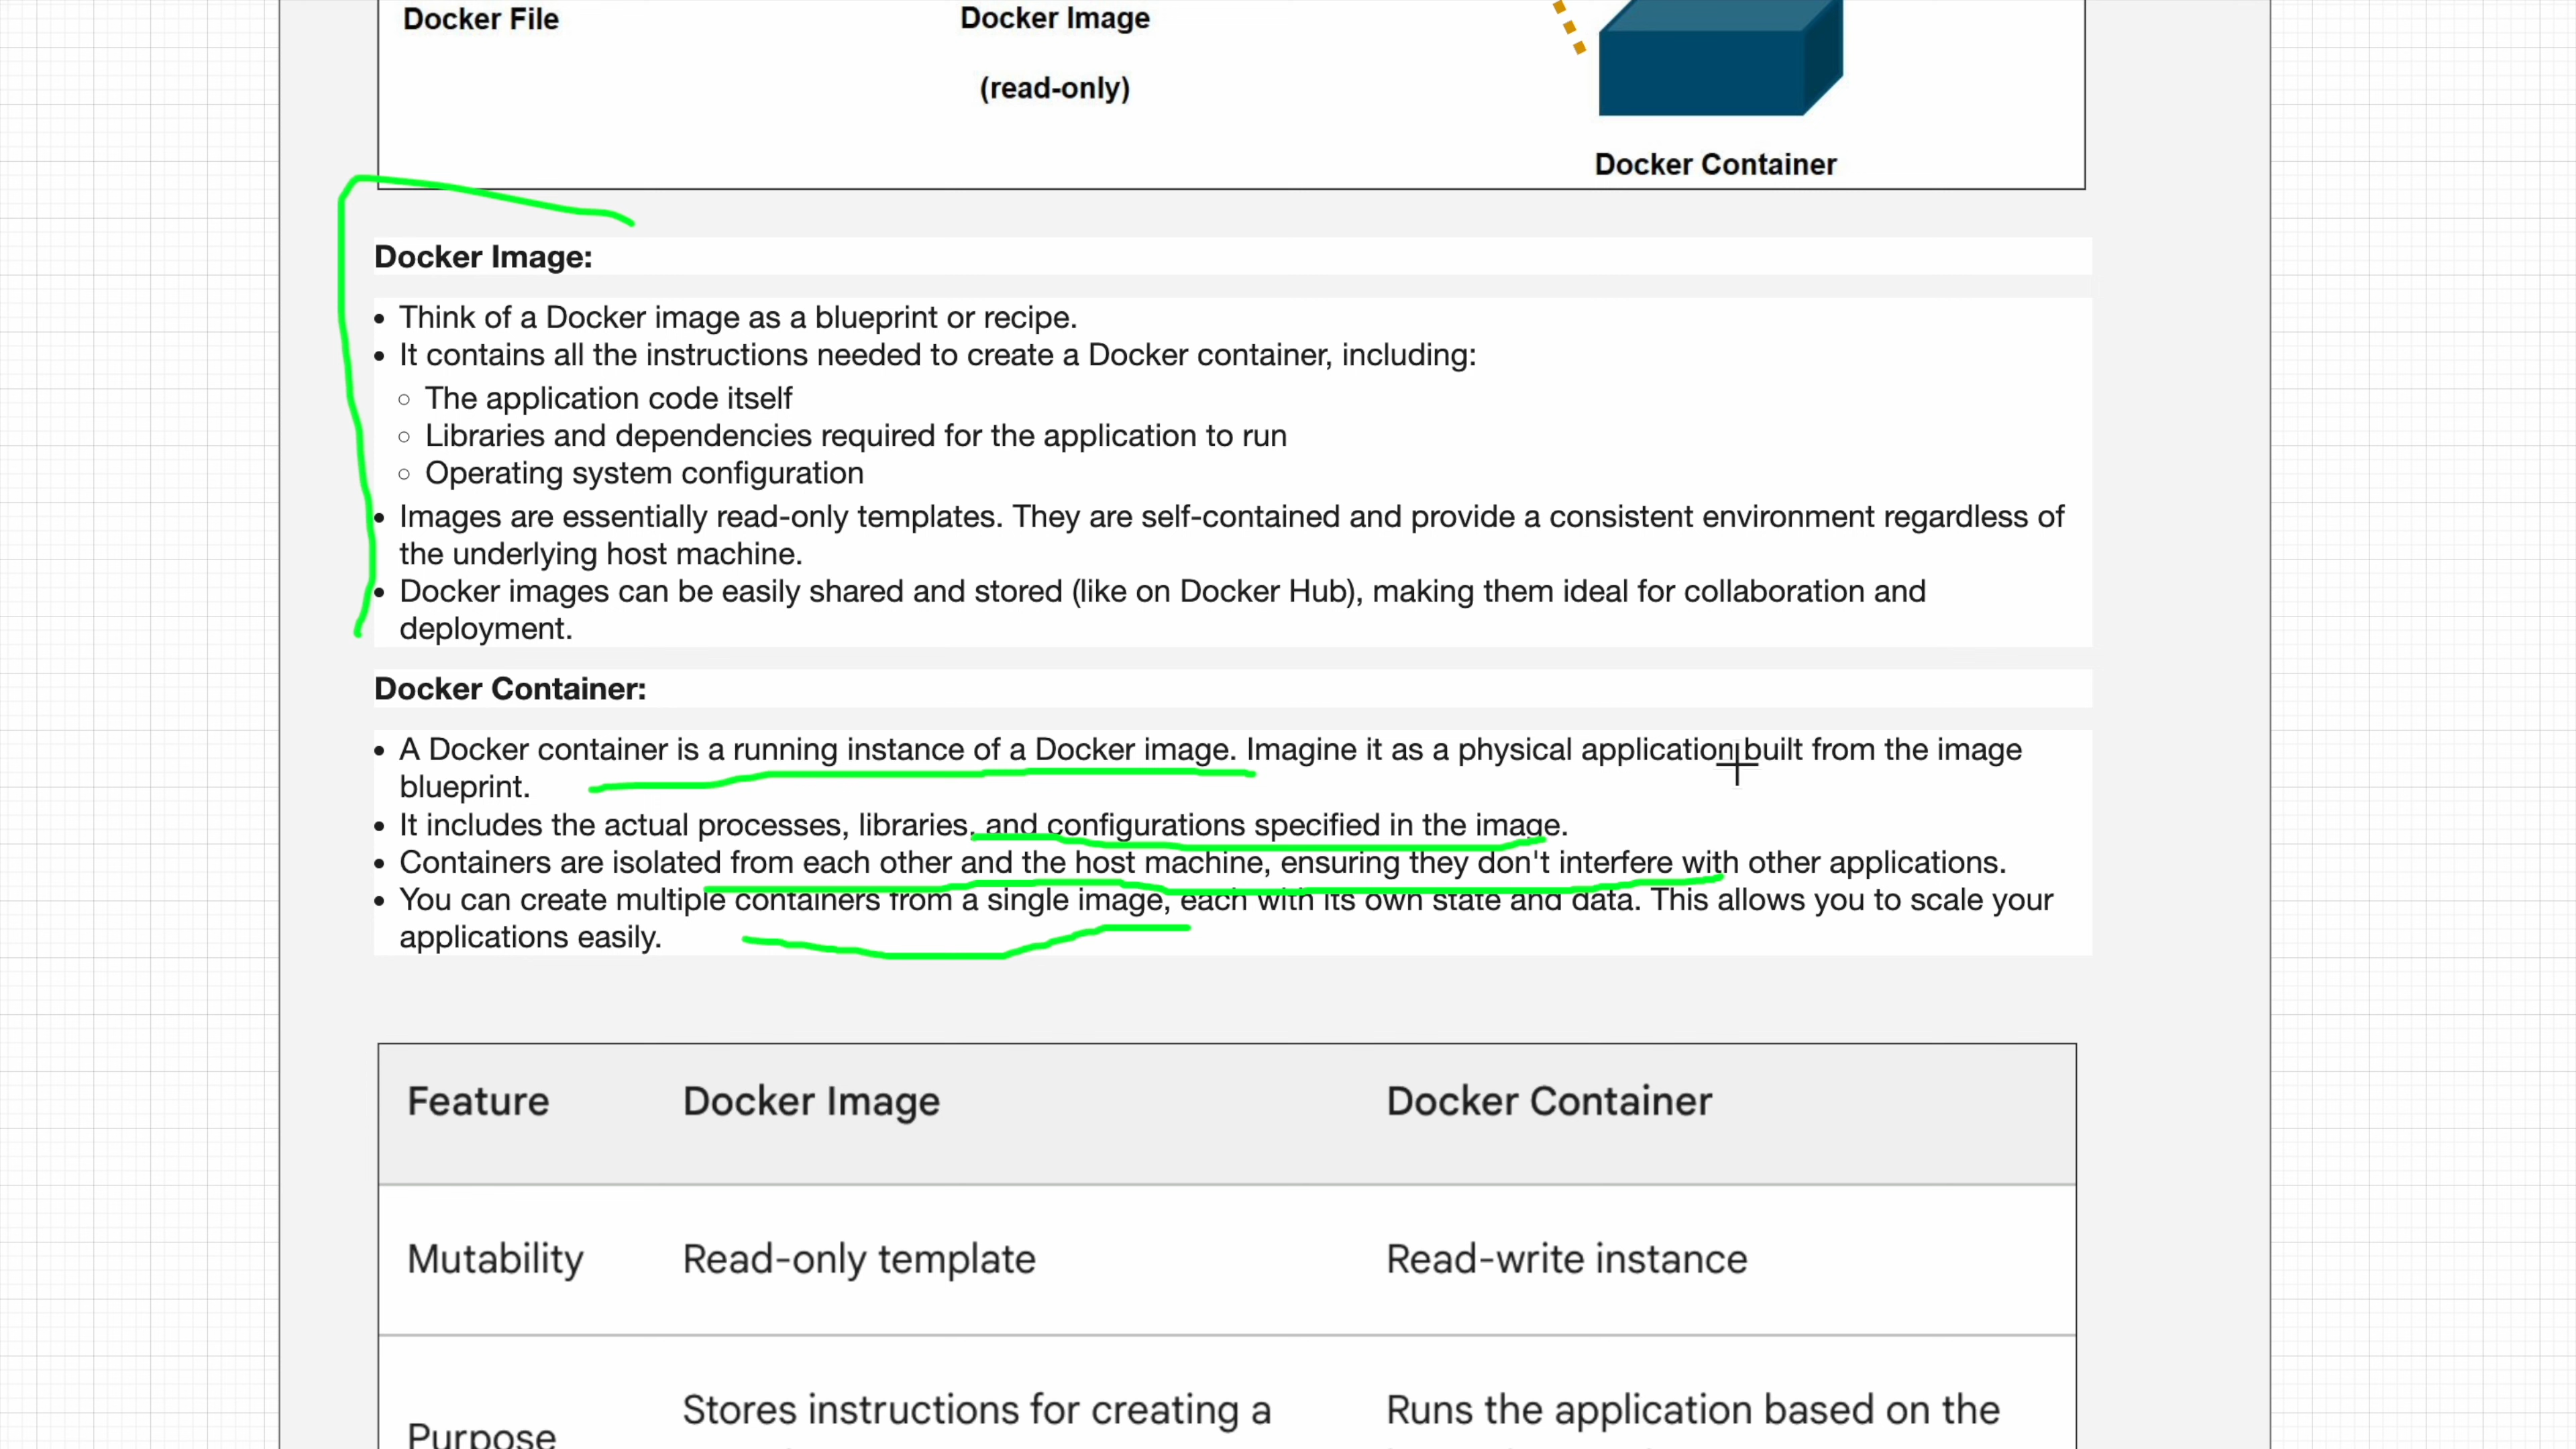 Docker File
Docker Image
(read-only)
Docker Container
Docker Image:
• Think of a Docker image as a blueprint or recipe.
• It contains all the instructions needed to create a Docker container, including:
○ The application code itself
○ Libraries and dependencies required for the application to run
○ Operating system configuration
• Images are essentially read-only templates. They are self-contained and provide a consistent environment regardless of
the underlying host machine.
• Docker images can be easily shared and stored (like on Docker Hub), making them ideal for collaboration and
deployment.
Docker Container:
• A Docker container is a running instance of a Docker image. Imagine it as a physical application built from the image
blueprint.
• It includes the actual processes, libraries, and configurations specified in the image.
• Containers are isolated from each other and the host machine, ensuring they don't interfere with other applications.
• You can create multiple containers from a single image, each with its own state and data. This allows you to scale your
applications easily.
Feature Docker Image Docker Container
Mutability Read-only template Read-write instance
Purpose Stores instructions for creating a Runs the application based on the